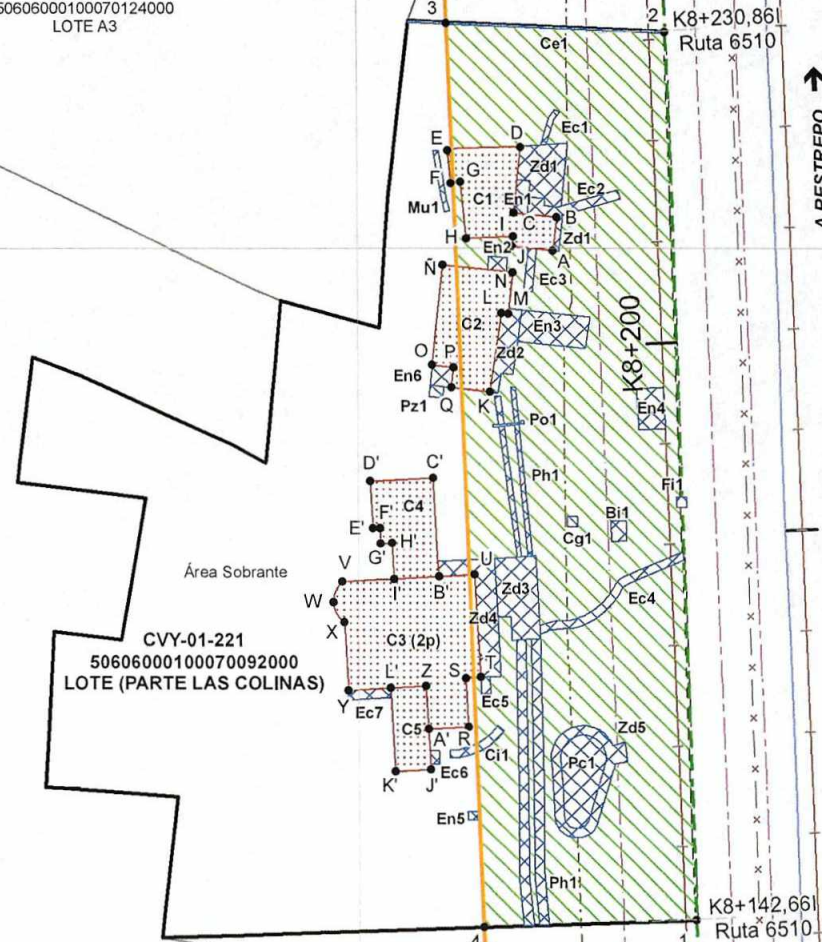 50606000100070124000
LOTE A3
3
2
K8+230,86I
Ruta 6510
Ce1
A RESTREPO
E
D
Ec1
F
G
Zd1
C1
En1
Ec2
Mu1
I
C
B
H
En2
J
Zd1
A
Ñ
N
Ec3
L
M
C2
En3
K8+200
O
P
Zd2
En6
Pz1
Q
K
En4
Po1
D'
C'
Ph1
Fi1
C4
E'
F'
Bi1
G'
H'
Cg1
Área Sobrante
V
I'
B'
U
Zd3
W
Ec4
X
Zd4
CVY-01-221
C3 (2p)
50606000100070092000
LOTE (PARTE LAS COLINAS)
L'
Z
S
T
Y
Ec7
Ec5
C5
A'
R
Ci1
Zd5
Pc1
K'
J'
Ec6
En5
Ph1
K8+142,66I
Ruta 6510